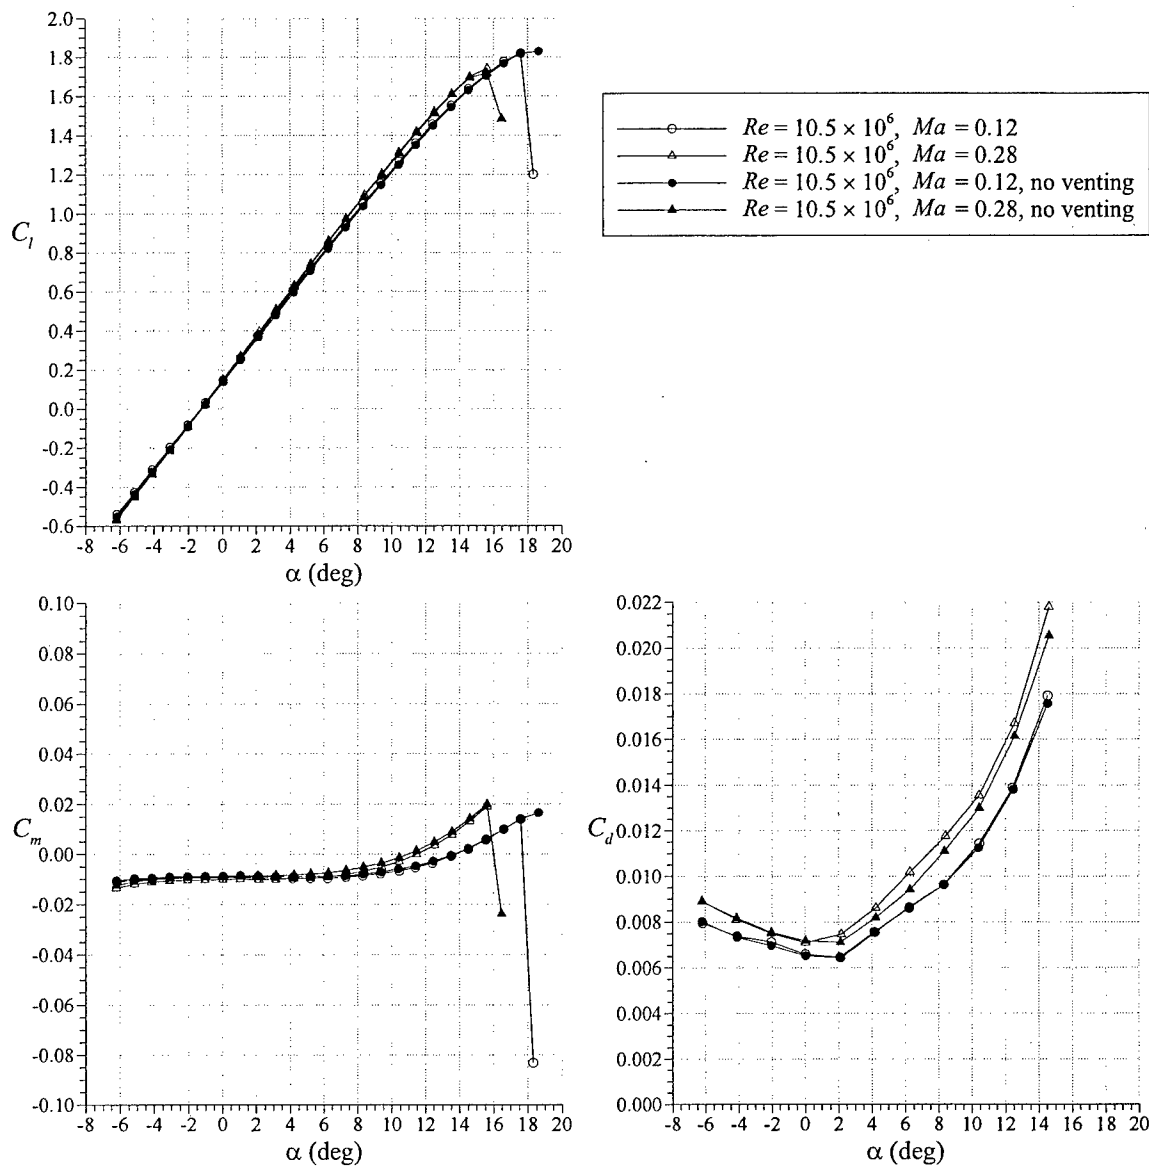 2.0
1.8
1.6
1.4
1.2
1.0
0.8
0.6
0.4
0.2
0.0
-0.2
-0.4
-0.6
C_l
-8 -6 -4 -2 0 2 4 6 8 10 12 14 16 18 20
α (deg)
Re = 10.5 × 10⁶, Ma = 0.12
Re = 10.5 × 10⁶, Ma = 0.28
Re = 10.5 × 10⁶, Ma = 0.12, no venting
Re = 10.5 × 10⁶, Ma = 0.28, no venting
0.10
0.08
0.06
0.04
0.02
0.00
-0.02
-0.04
-0.06
-0.08
-0.10
C_m
-8 -6 -4 -2 0 2 4 6 8 10 12 14 16 18 20
α (deg)
0.022
0.020
0.018
0.016
0.014
0.012
0.010
0.008
0.006
0.004
0.002
0.000
C_d
-8 -6 -4 -2 0 2 4 6 8 10 12 14 16 18 20
α (deg)